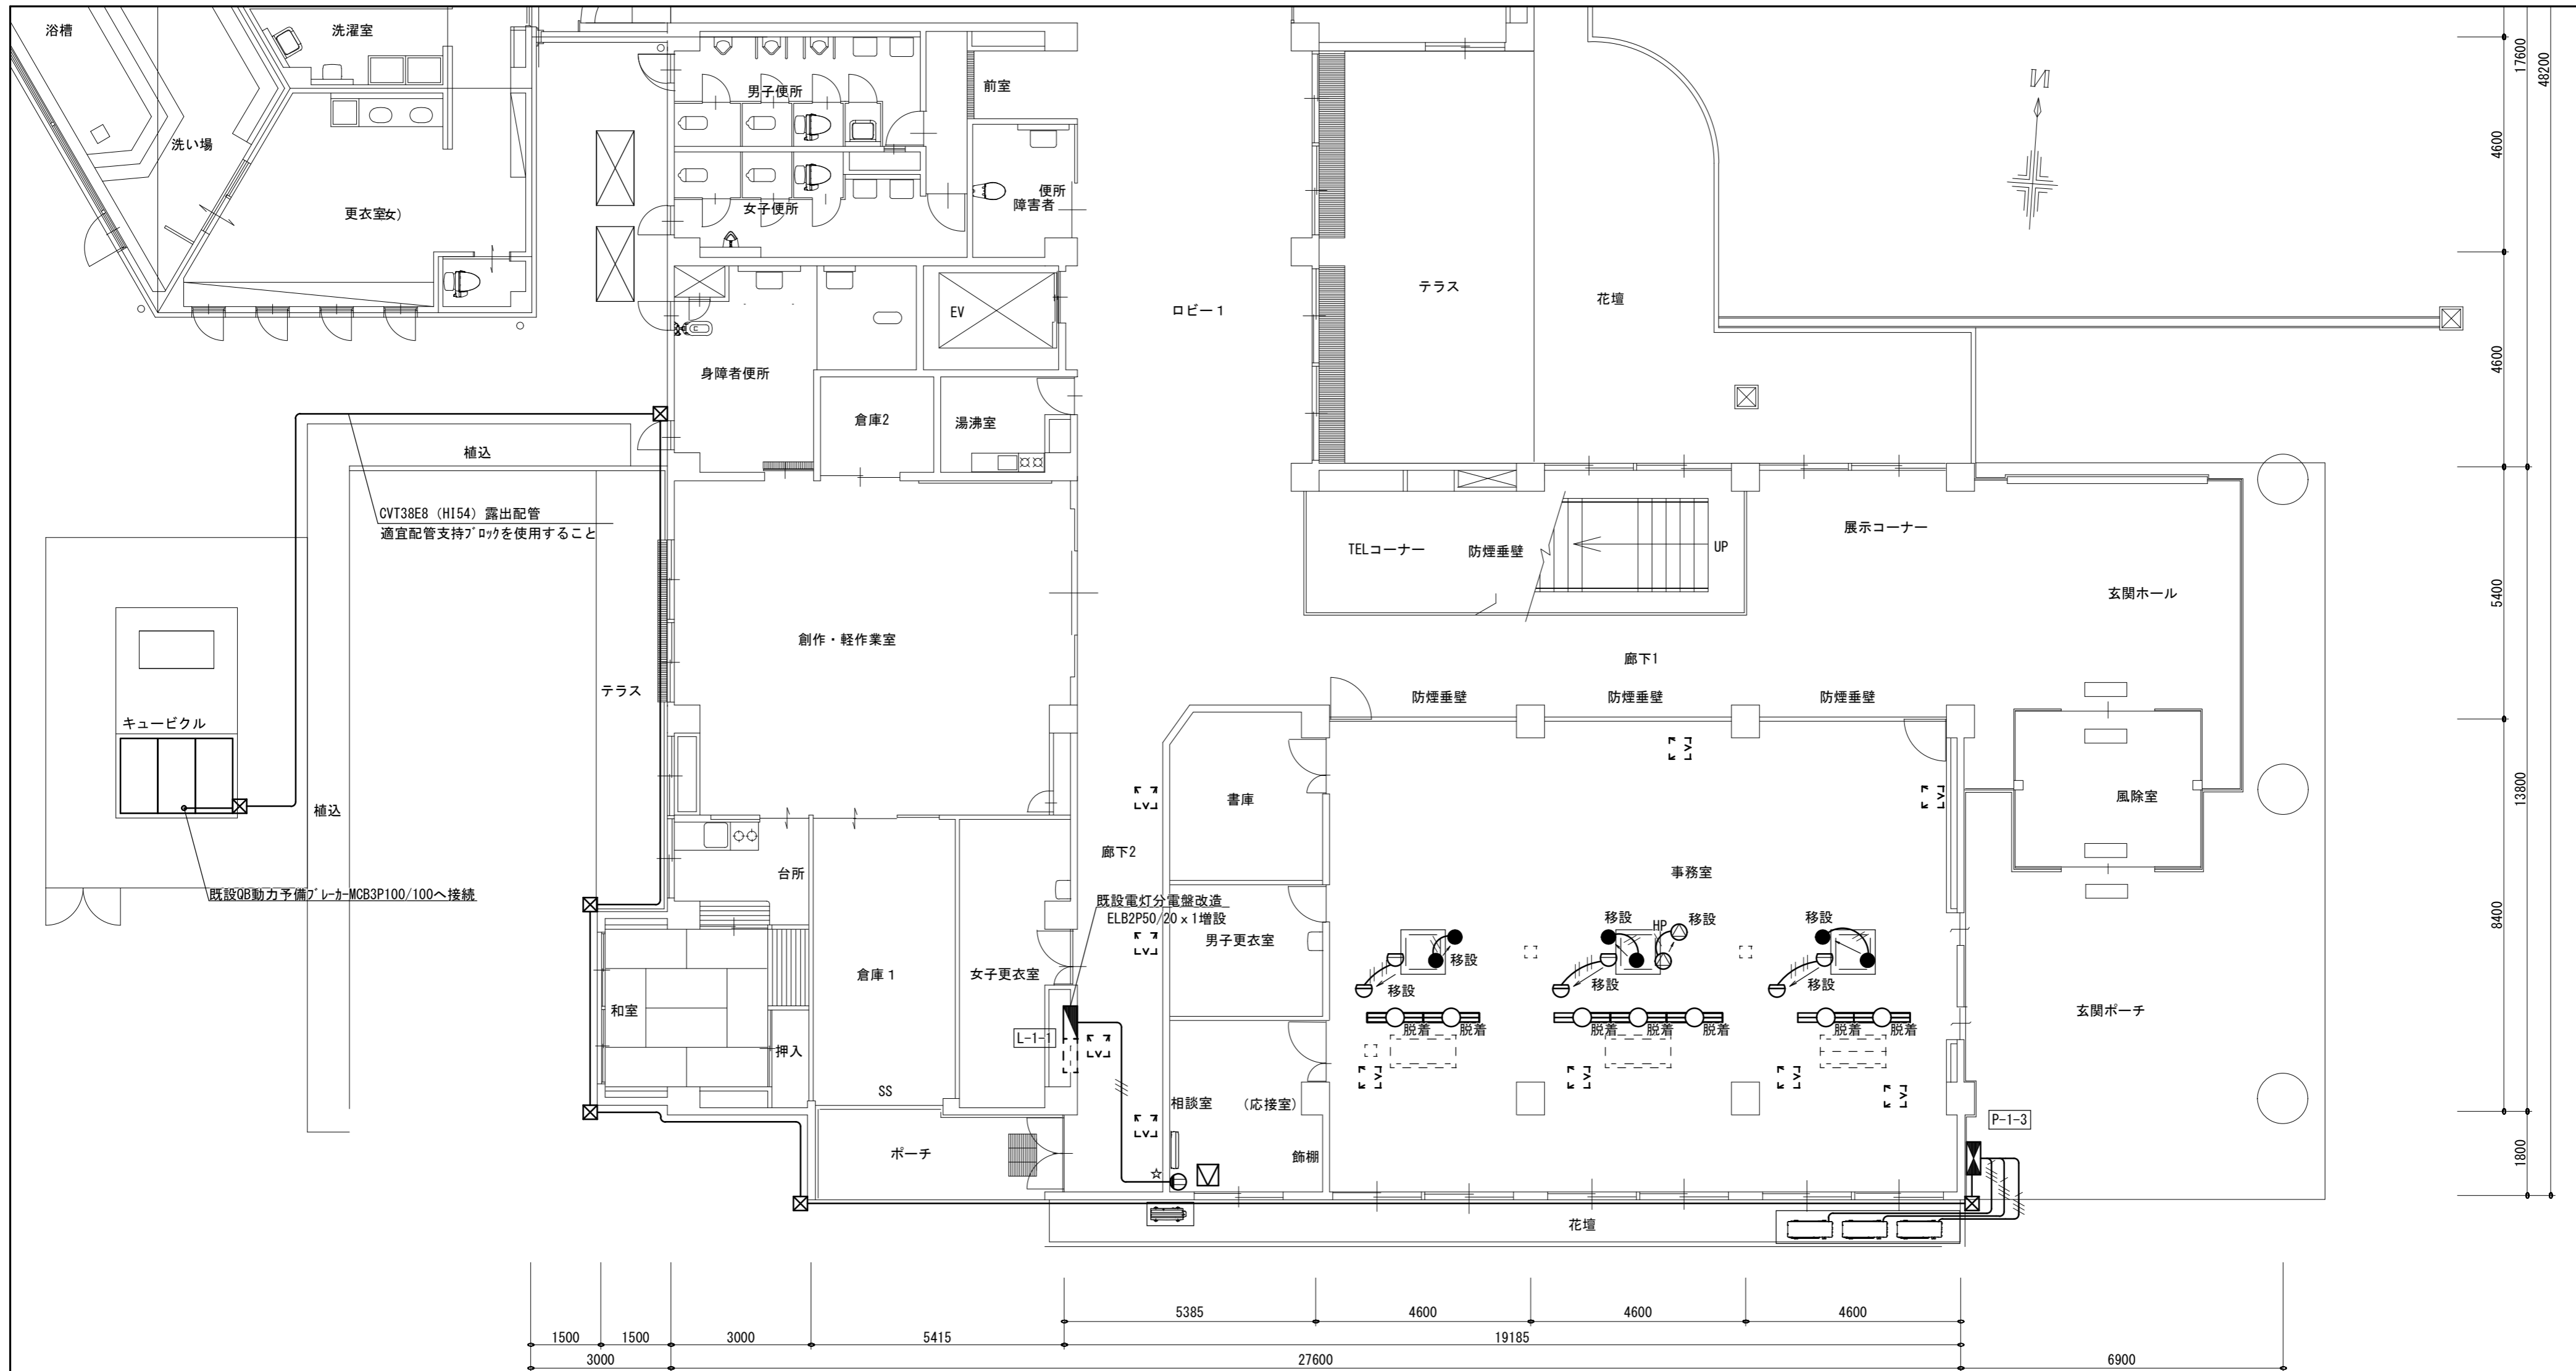 浴槽
洗濯室
洗い場
更衣室女)
男子便所
女子便所
前室
便所
障害者
N
17600
48200
4600
4600
5400
13800
8400
1800
EV
ロビー１
テラス
花壇
身障者便所
倉庫2
湯沸室
植込
CVT38E8（HI54）露出配管
適宜配管支持ﾌﾞﾛｯｸを使用すること
TELコーナー
防煙垂壁
UP
展示コーナー
玄関ホール
創作・軽作業室
廊下1
テラス
防煙垂壁
防煙垂壁
防煙垂壁
キュービクル
植込
既設QB動力予備ﾌﾞﾚｰｶｰMCB3P100/100へ接続
書庫
風除室
台所
廊下2
事務室
既設電灯分電盤改造
ELB2P50/20ｘ1増設
男子更衣室
倉庫１
女子更衣室
和室
押入
L-1-1
SS
移設
移設
移設
HP
移設
移設
移設
移設
脱着
脱着
脱着
脱着
脱着
脱着
脱着
玄関ポーチ
相談室
（応接室）
飾棚
P-1-3
ポーチ
☆
花壇
5385
4600
4600
4600
1500
1500
3000
5415
19185
3000
27600
6900